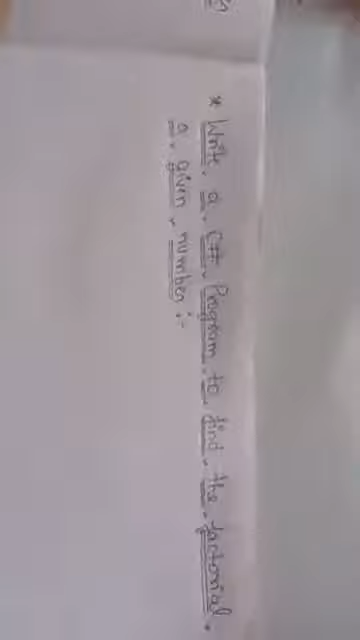 * Write. a. C#. Program. to. find. the. factorial.
a. given. number:-